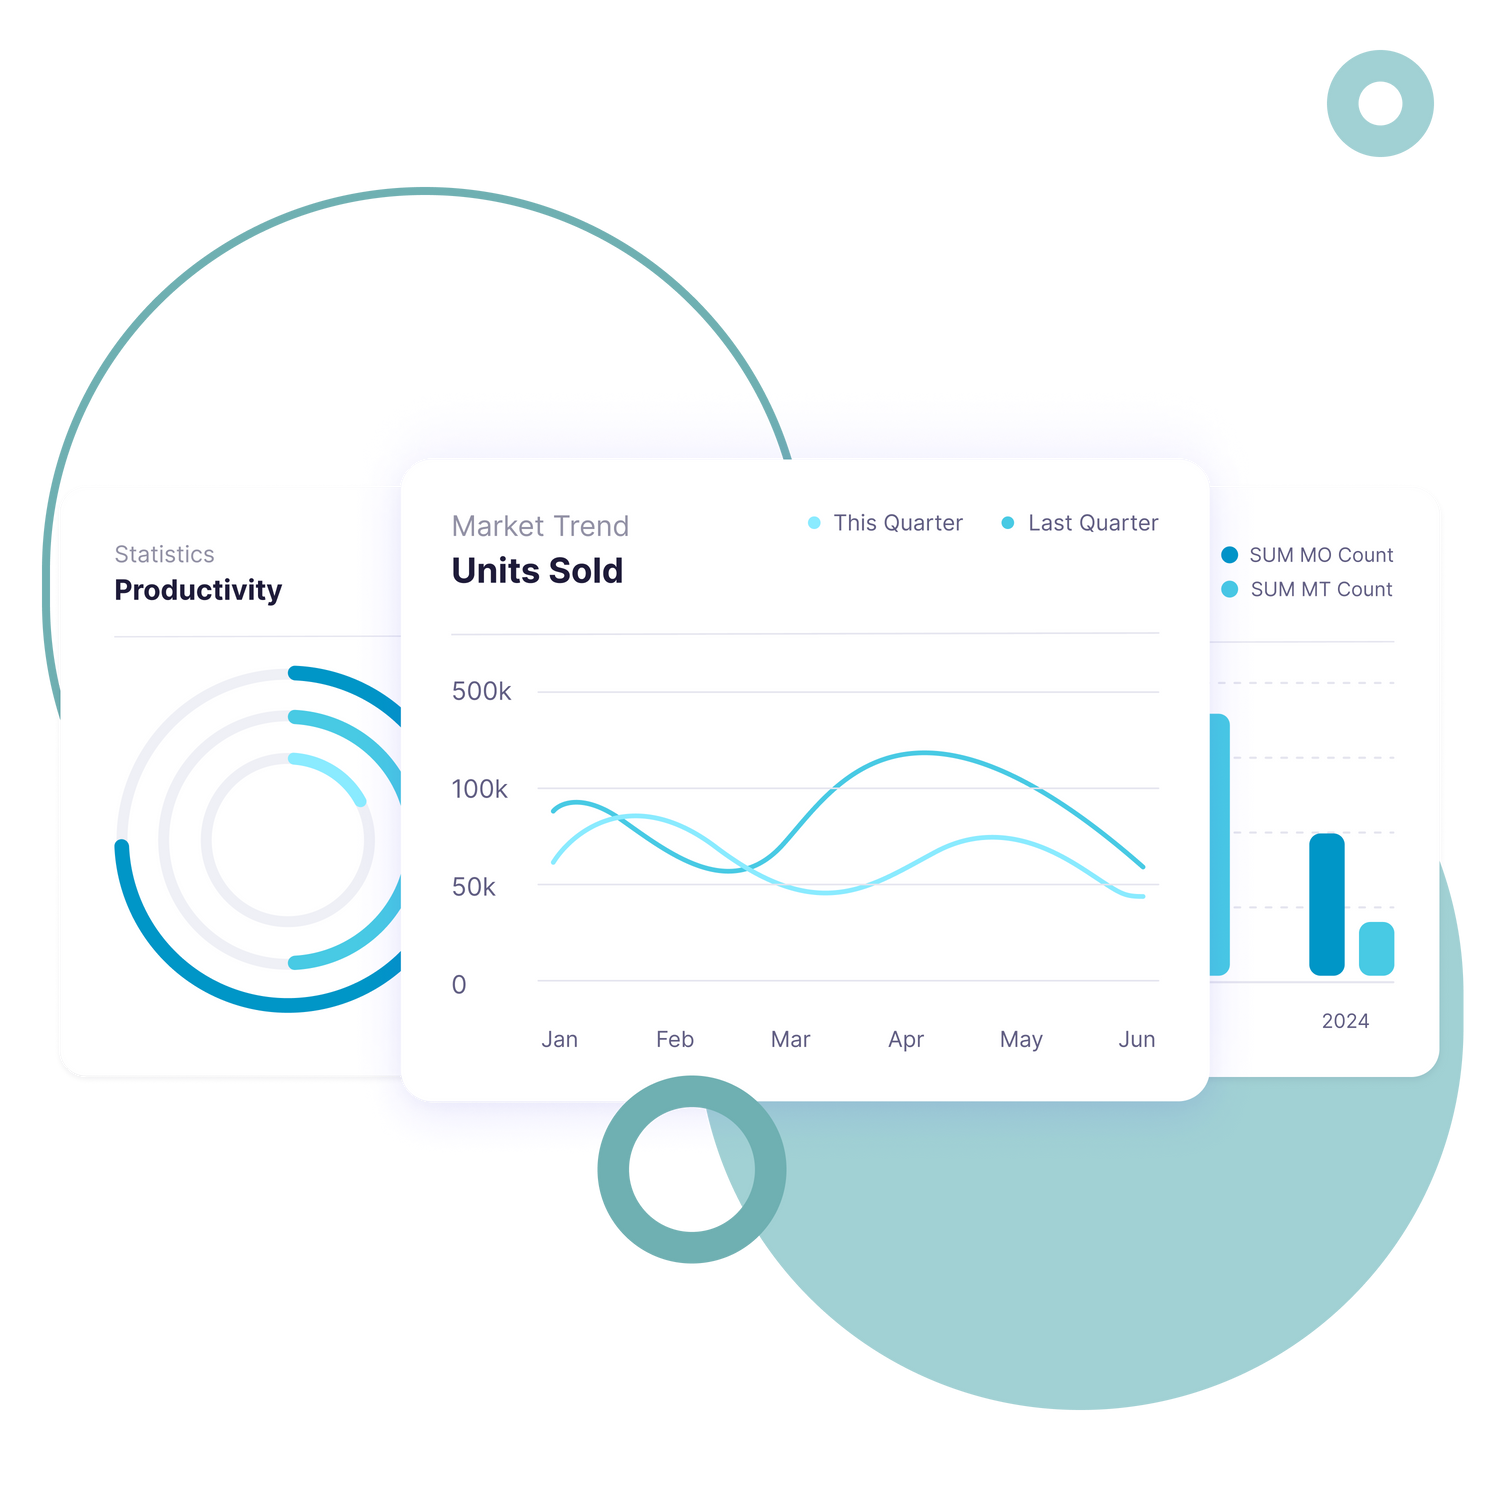 Statistics
Productivity
Market Trend
Units Sold
This Quarter
Last Quarter
500k
100k
50k
0
Jan Feb Mar Apr May Jun
SUM MO Count
SUM MT Count
2024